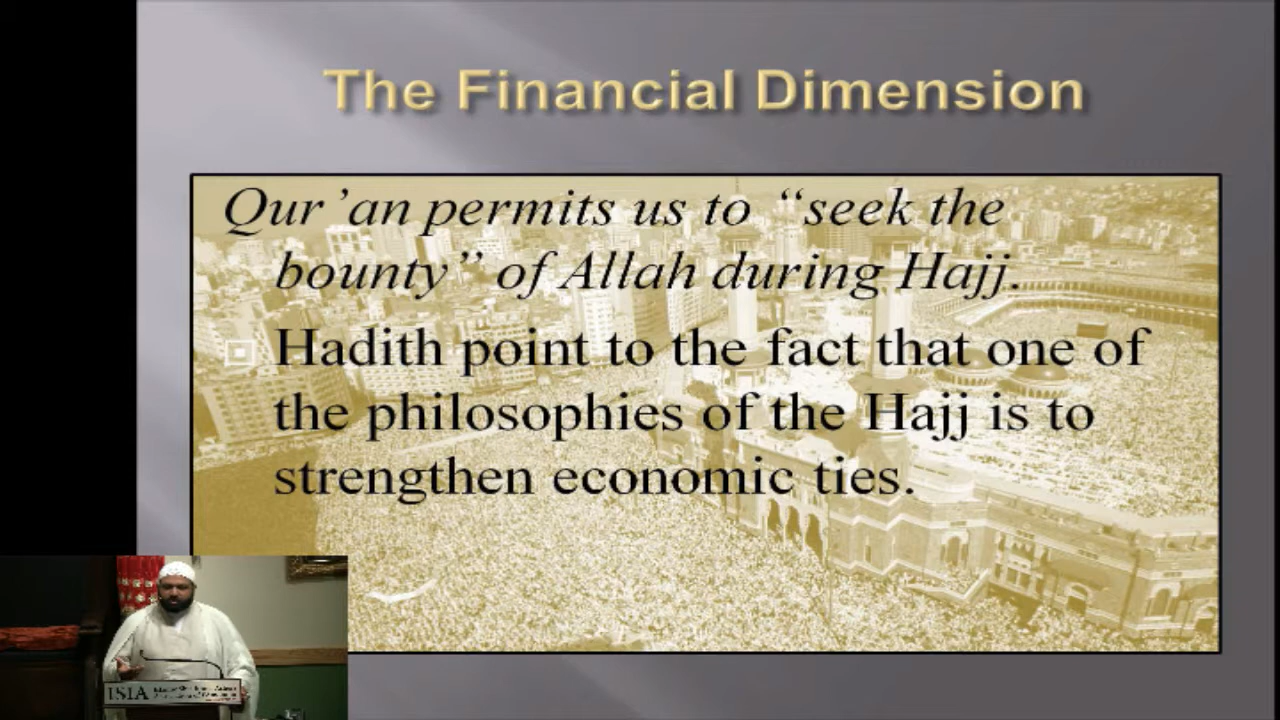 The Financial Dimension
Qur'an permits us to “seek the
bounty” of Allah during Hajj.
Hadith point to the fact that one of
the philosophies of the Hajj is to
strengthen economic ties.
ISIA